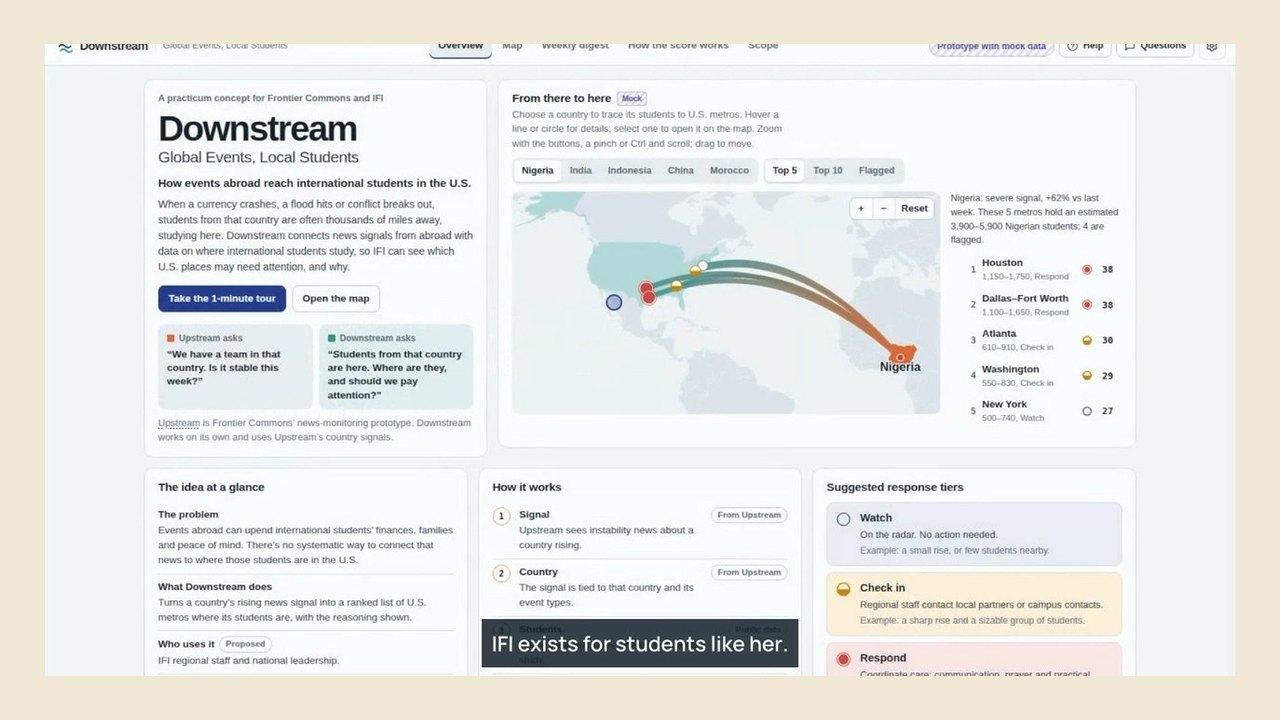 Downstream
Global Events, Local Students
Overview
Map
Weekly digest
How the score works
Scope
Prototype with mock data
Help
Questions
A practicum concept for Frontier Commons and IFI
Downstream
Global Events, Local Students
How events abroad reach international students in the U.S.
When a currency crashes, a flood hits or conflict breaks out,
students from that country are often thousands of miles away,
studying here. Downstream connects news signals from abroad with
data on where international students study, so IFI can see which
U.S. places may need attention, and why.
Take the 1-minute tour
Open the map
Upstream asks
“We have a team in that
country. Is it stable this
week?”
Downstream asks
“Students from that country
are here. Where are they,
and should we pay
attention?”
Upstream is Frontier Commons’ news-monitoring prototype. Downstream
works on its own and uses Upstream’s country signals.
From there to here
Mock
Choose a country to trace its students to U.S. metros. Hover a
line or circle for details; select one to open it on the map. Zoom
with the buttons, a pinch or Ctrl and scroll; drag to move.
Nigeria
India
Indonesia
China
Morocco
Top 5
Top 10
Flagged
+
−
Reset
Nigeria
Nigeria: severe signal, +62% vs last
week. These 5 metros hold an estimated
3,900–5,900 Nigerian students; 4 are
flagged.
1 Houston 38
1,150–1,750, Respond
2 Dallas–Fort Worth 38
1,100–1,650, Respond
3 Atlanta 30
610–910, Check in
4 Washington 29
550–830, Check in
5 New York 27
500–740, Watch
The idea at a glance
The problem
Events abroad can upend international students’ finances, families
and peace of mind. There’s no systematic way to connect that
news to where those students are in the U.S.
What Downstream does
Turns a country’s rising news signal into a ranked list of U.S.
metros where its students are, with the reasoning shown.
Who uses it
Proposed
IFI regional staff and national leadership.
How it works
1 Signal
From Upstream
Upstream sees instability news about a
country rising.
2 Country
From Upstream
The signal is tied to that country and its
event types.
3 Students
Public data
IFI exists for students like her.
Suggested response tiers
Watch
On the radar. No action needed.
Example: a small rise, or few students nearby.
Check in
Regional staff contact local partners or campus contacts.
Example: a sharp rise and a sizable group of students.
Respond
Coordinate care: communication, prayer and practical